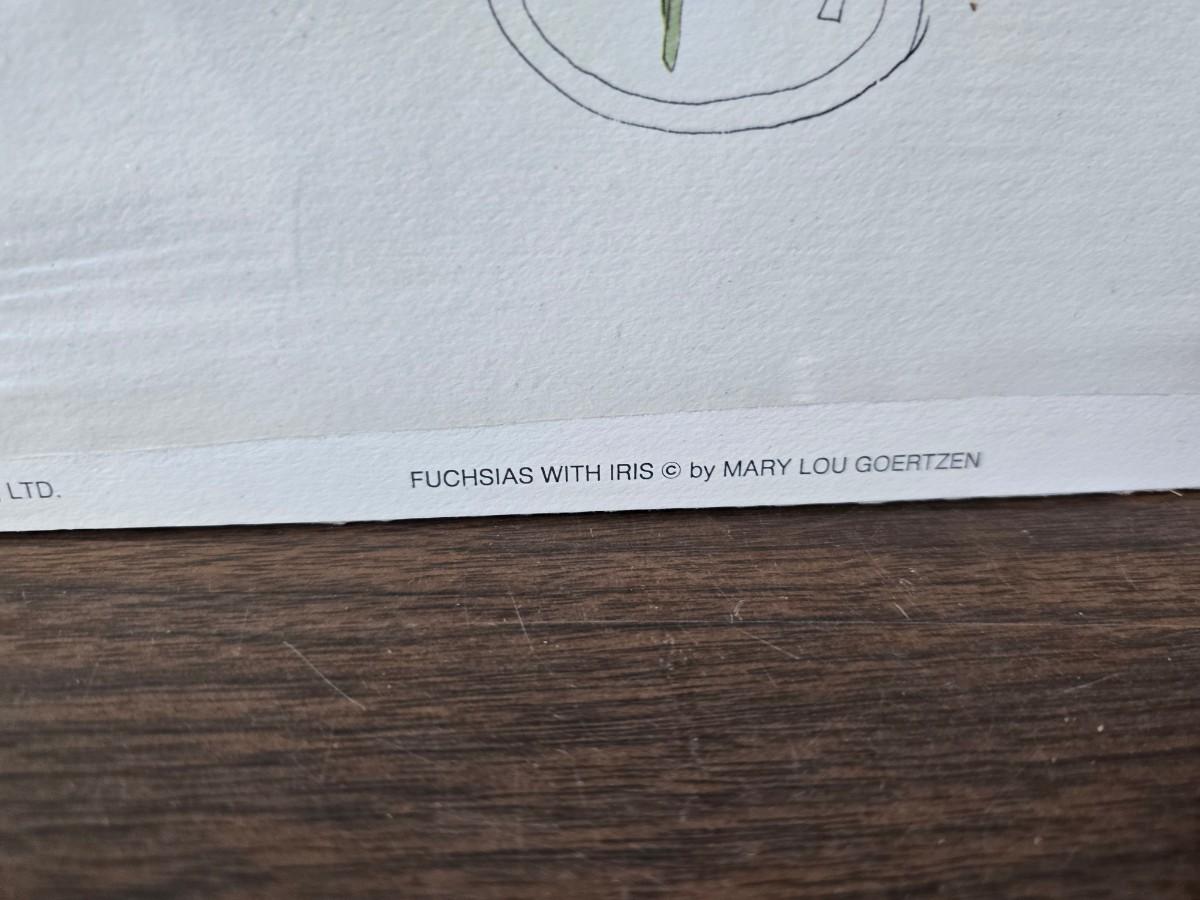 LTD.
FUCHSIAS WITH IRIS © by MARY LOU GOERTZEN